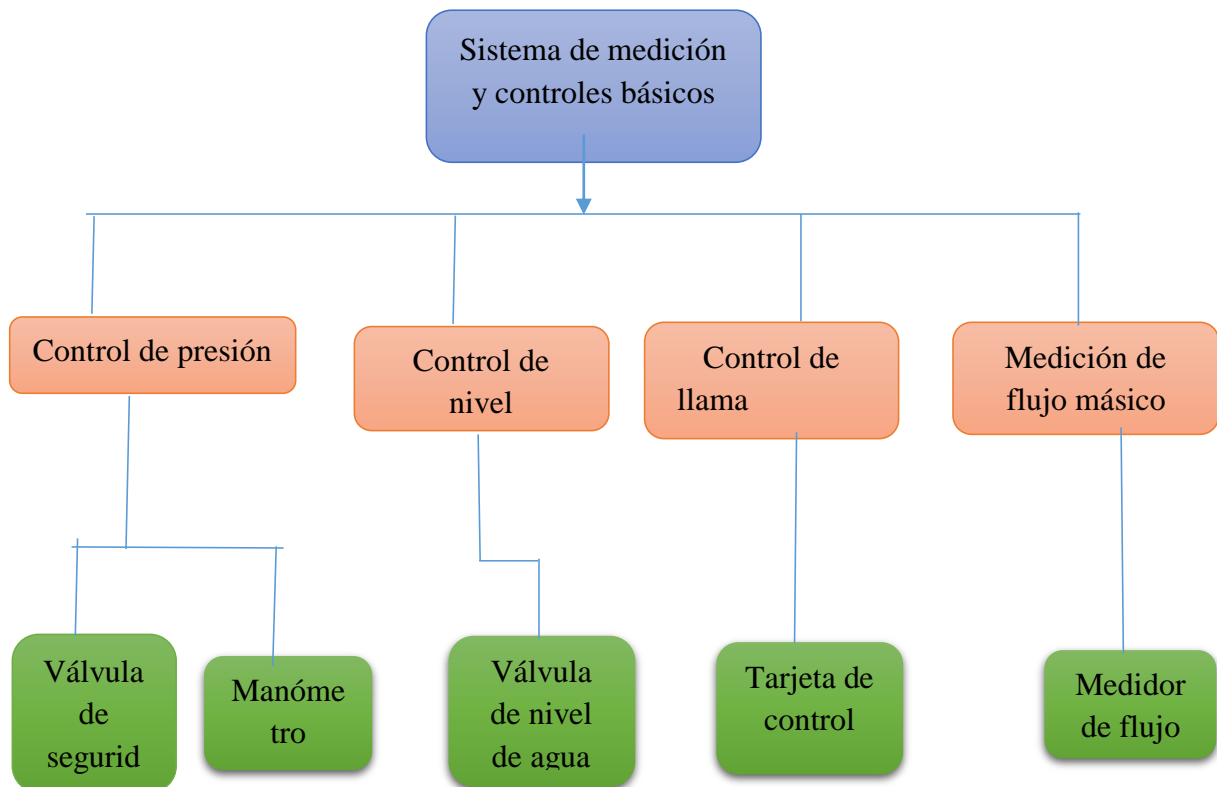 Sistema de medición
y controles básicos
Control de presión
Control de
nivel
Control de
llama
Medición de
flujo másico
Válvula
de
segurid
Manóme
tro
Válvula
de nivel
de agua
Tarjeta de
control
Medidor
de flujo